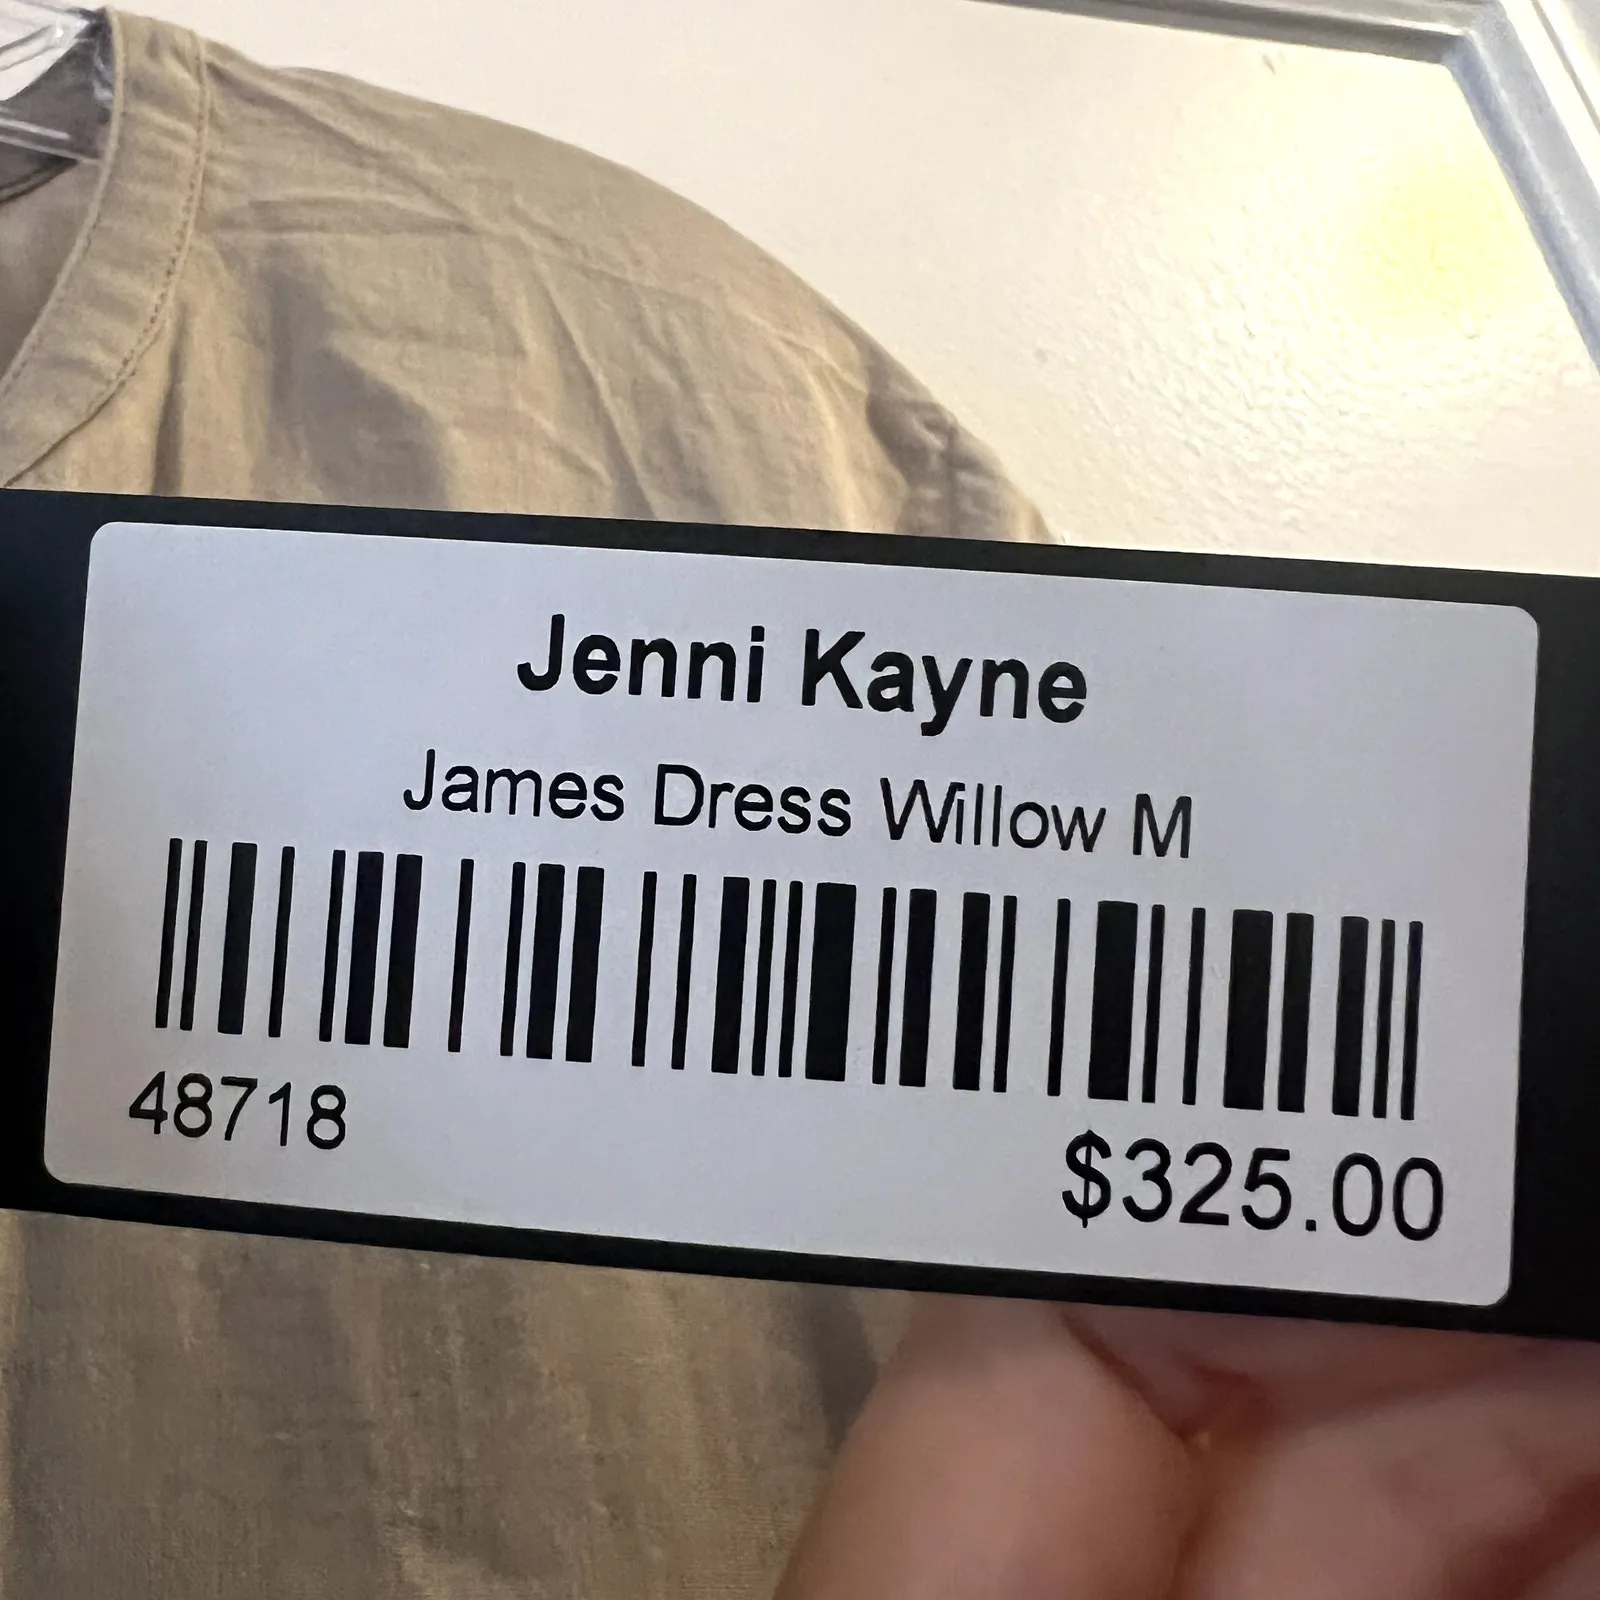 Jenni Kayne
James Dress Willow M
48718
$325.00